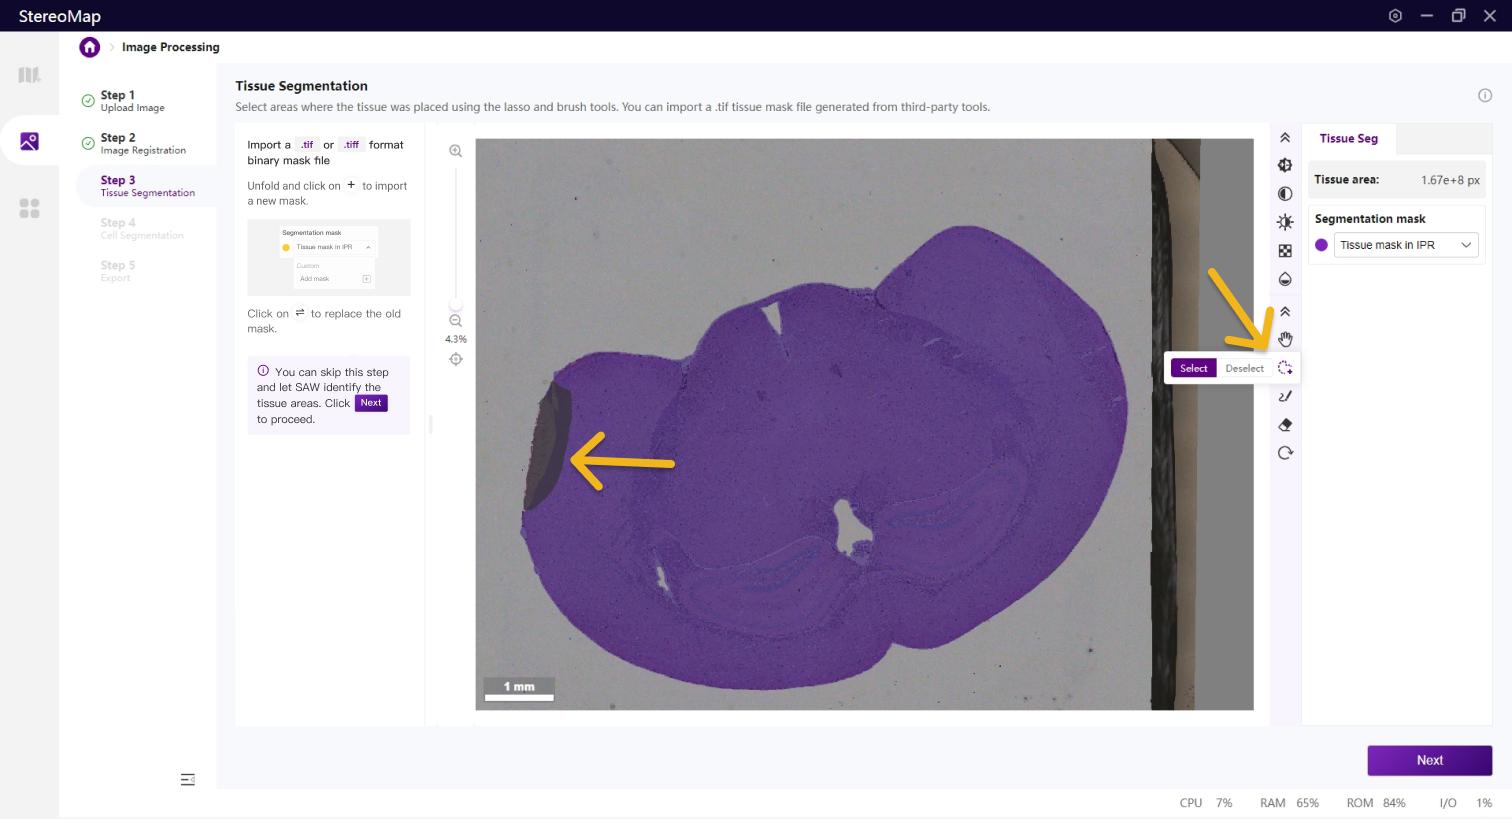 StereoMap
Image Processing
Step 1
Upload Image
Step 2
Image Registration
Step 3
Tissue Segmentation
Step 4
Cell Segmentation
Step 5
Export
Tissue Segmentation
Select areas where the tissue was placed using the lasso and brush tools. You can import a .tif tissue mask file generated from third-party tools.
Import a .tif or .tiff format
binary mask file
Unfold and click on + to import
a new mask.
Segmentation mask
Tissue mask in IPR
Custom
Add mask
Click on ⇌ to replace the old
mask.
You can skip this step
and let SAW identify the
tissue areas. Click Next
to proceed.
4.3%
1 mm
Select Deselect
Tissue Seg
Tissue area: 1.67e+8 px
Segmentation mask
Tissue mask in IPR
Next
CPU 7% RAM 65% ROM 84% I/O 1%